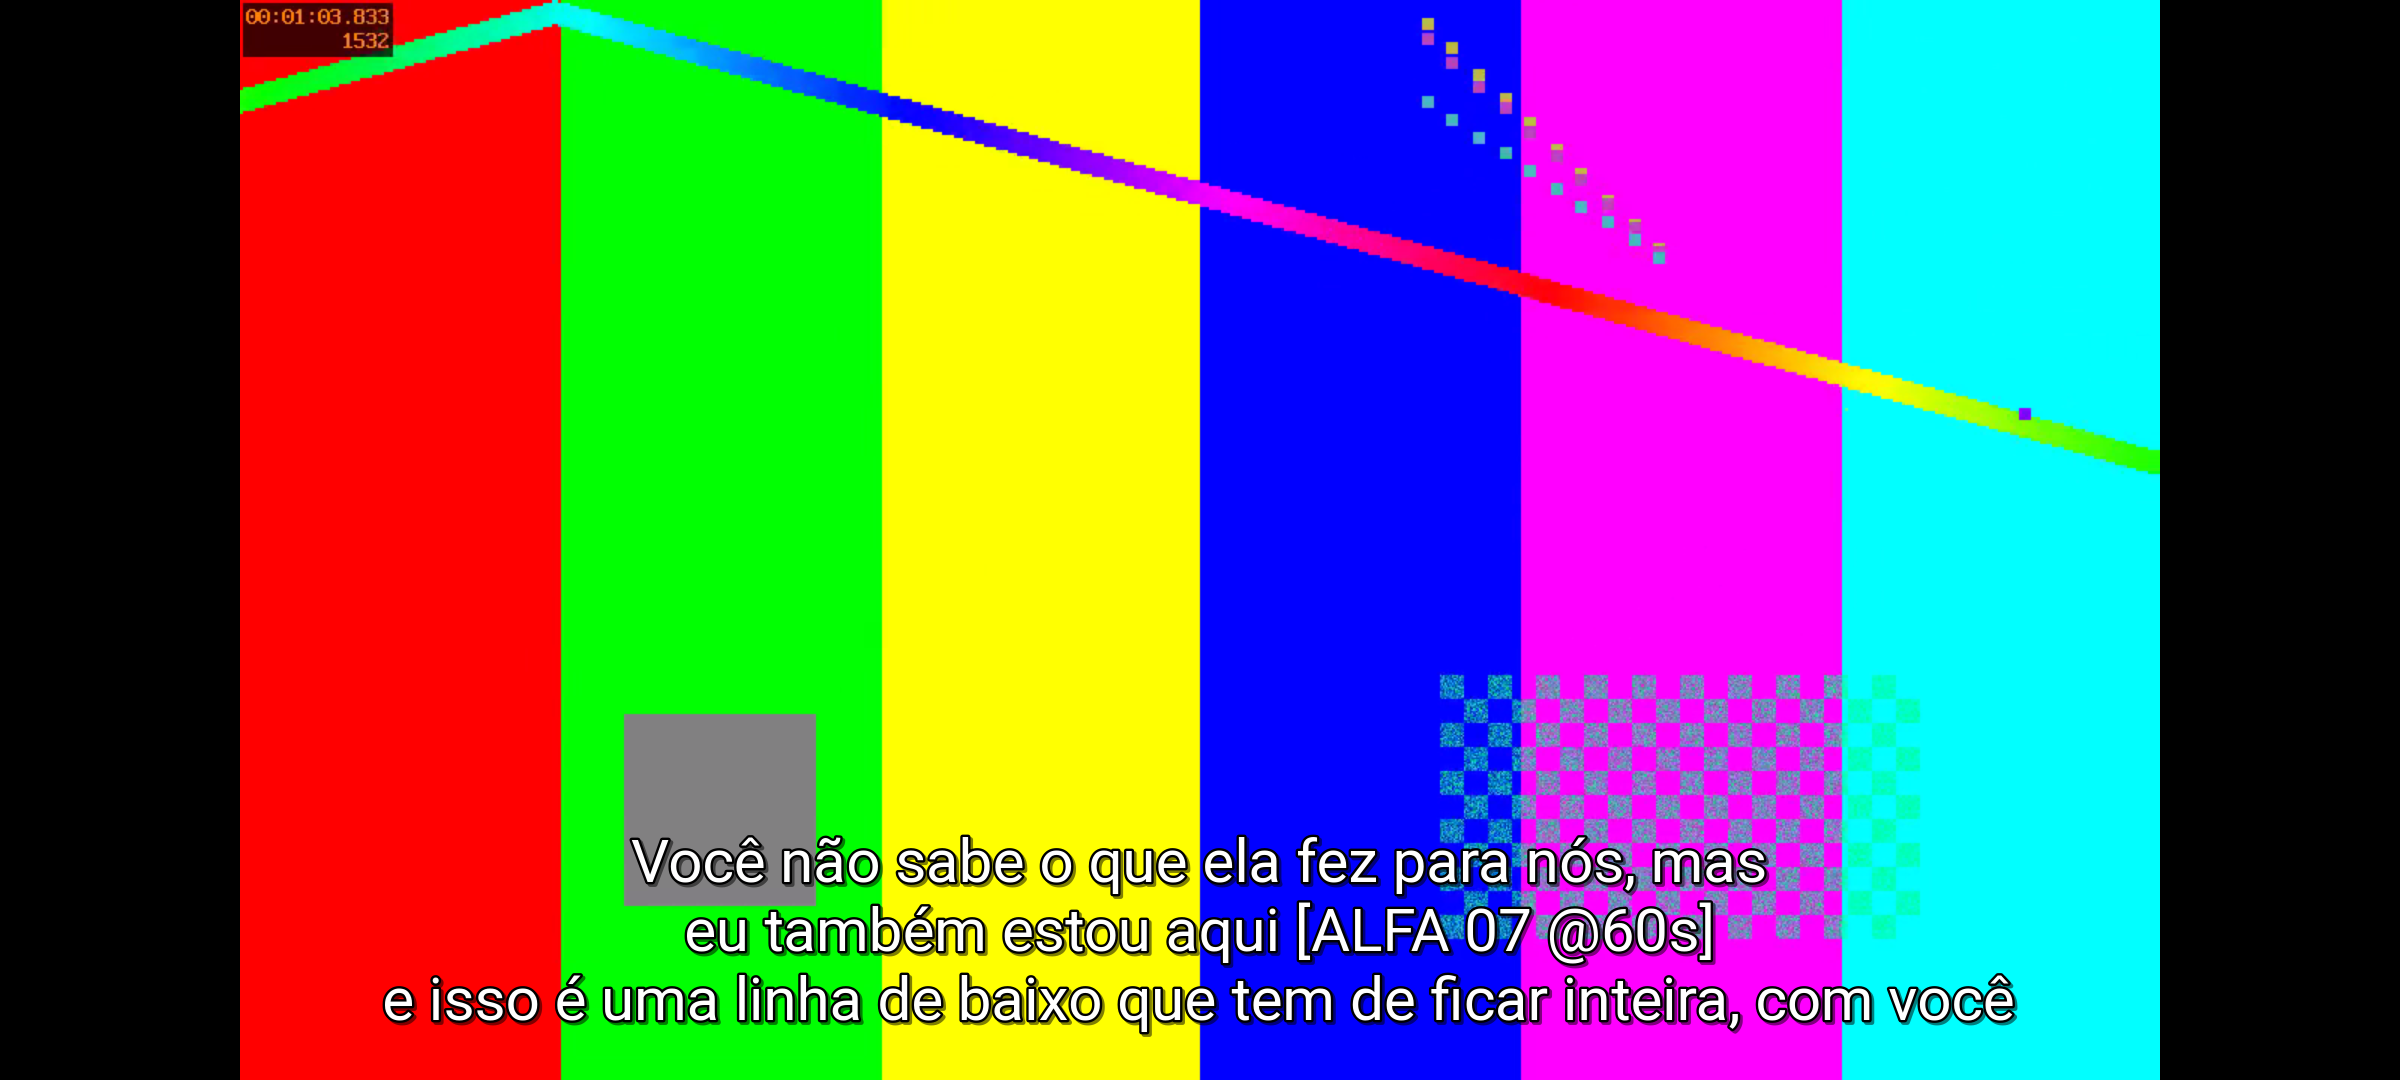 00:01:03.833
1532
Você não sabe o que ela fez para nós, mas
eu também estou aqui [ALFA 07 @60s]
e isso é uma linha de baixo que tem de ficar inteira, com você